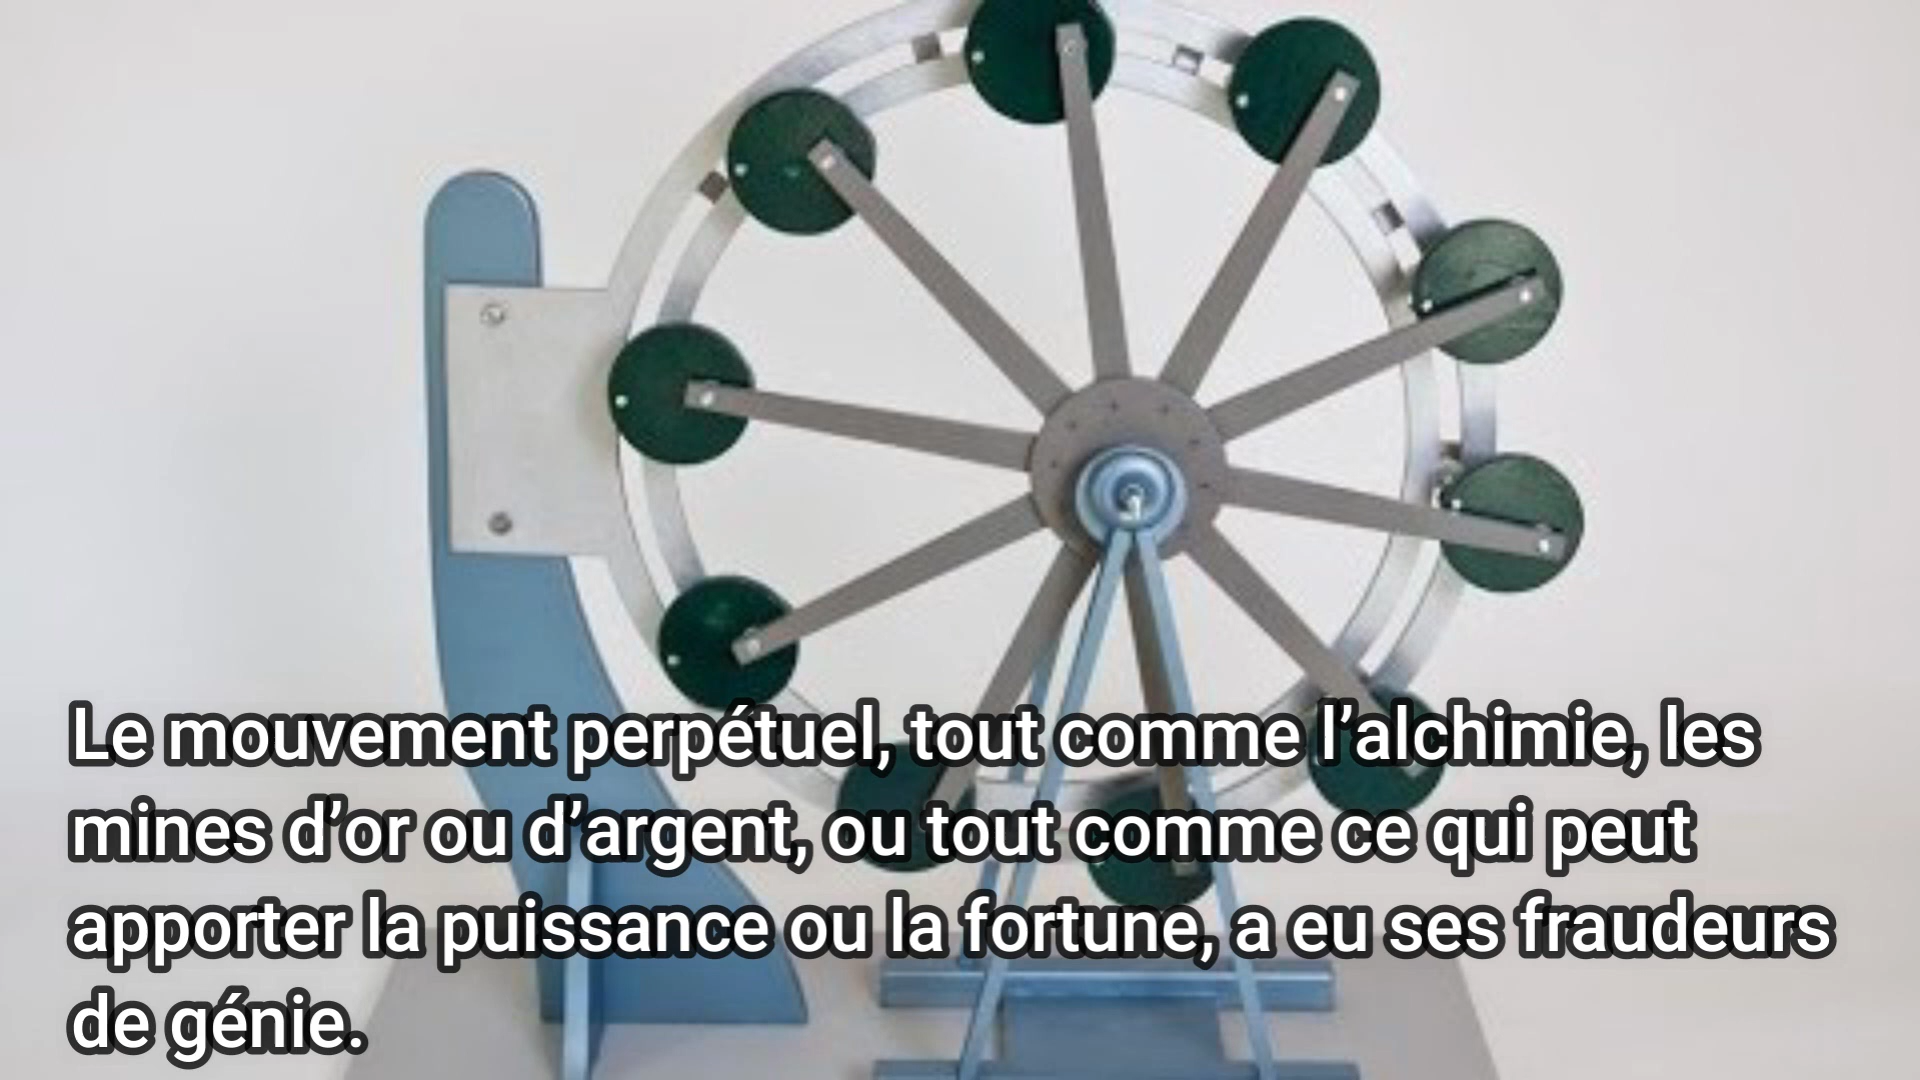 Le mouvement perpétuel, tout comme l’alchimie, les
mines d’or ou d’argent, ou tout comme ce qui peut
apporter la puissance ou la fortune, a eu ses fraudeurs
de génie.